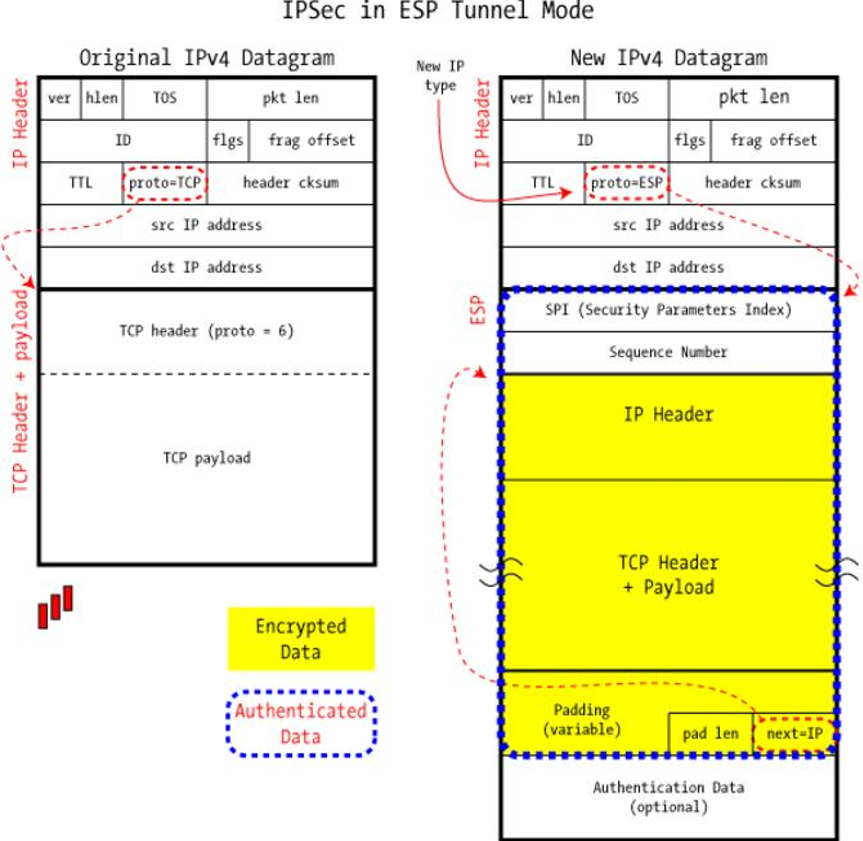 IPSec in ESP Tunnel Mode
Original IPv4 Datagram
IP Header
ver hlen TOS pkt len
ID flgs frag offset
TTL proto=TCP header cksum
src IP address
dst IP address
TCP Header + payload
TCP header (proto = 6)
TCP payload
Encrypted
Data
Authenticated
Data
New IP
type
New IPv4 Datagram
IP Header
ver hlen TOS pkt len
ID flgs frag offset
TTL proto=ESP header cksum
src IP address
dst IP address
ESP
SPI (Security Parameters Index)
Sequence Number
IP Header
TCP Header
+ Payload
Padding
(variable)
pad len next=IP
Authentication Data
(optional)